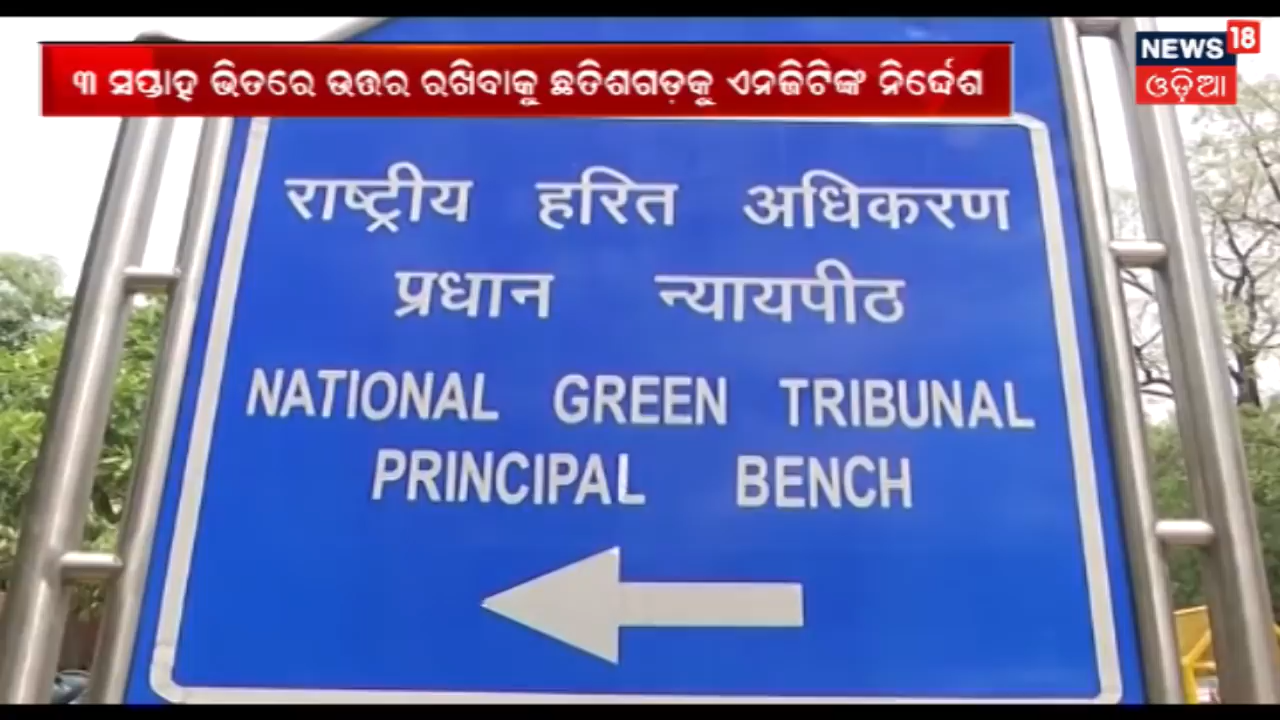 ୩ ସପ୍ତାହ ଭିତରେ ଉତ୍ତର ରଖିବାକୁ ଛତିଶଗଡ଼କୁ ଏନଜିଟିଙ୍କ ନିର୍ଦ୍ଦେଶ
NEWS 18
ଓଡ଼ିଆ
राष्ट्रीय हरित अधिकरण
प्रधान न्यायपीठ
NATIONAL GREEN TRIBUNAL
PRINCIPAL BENCH